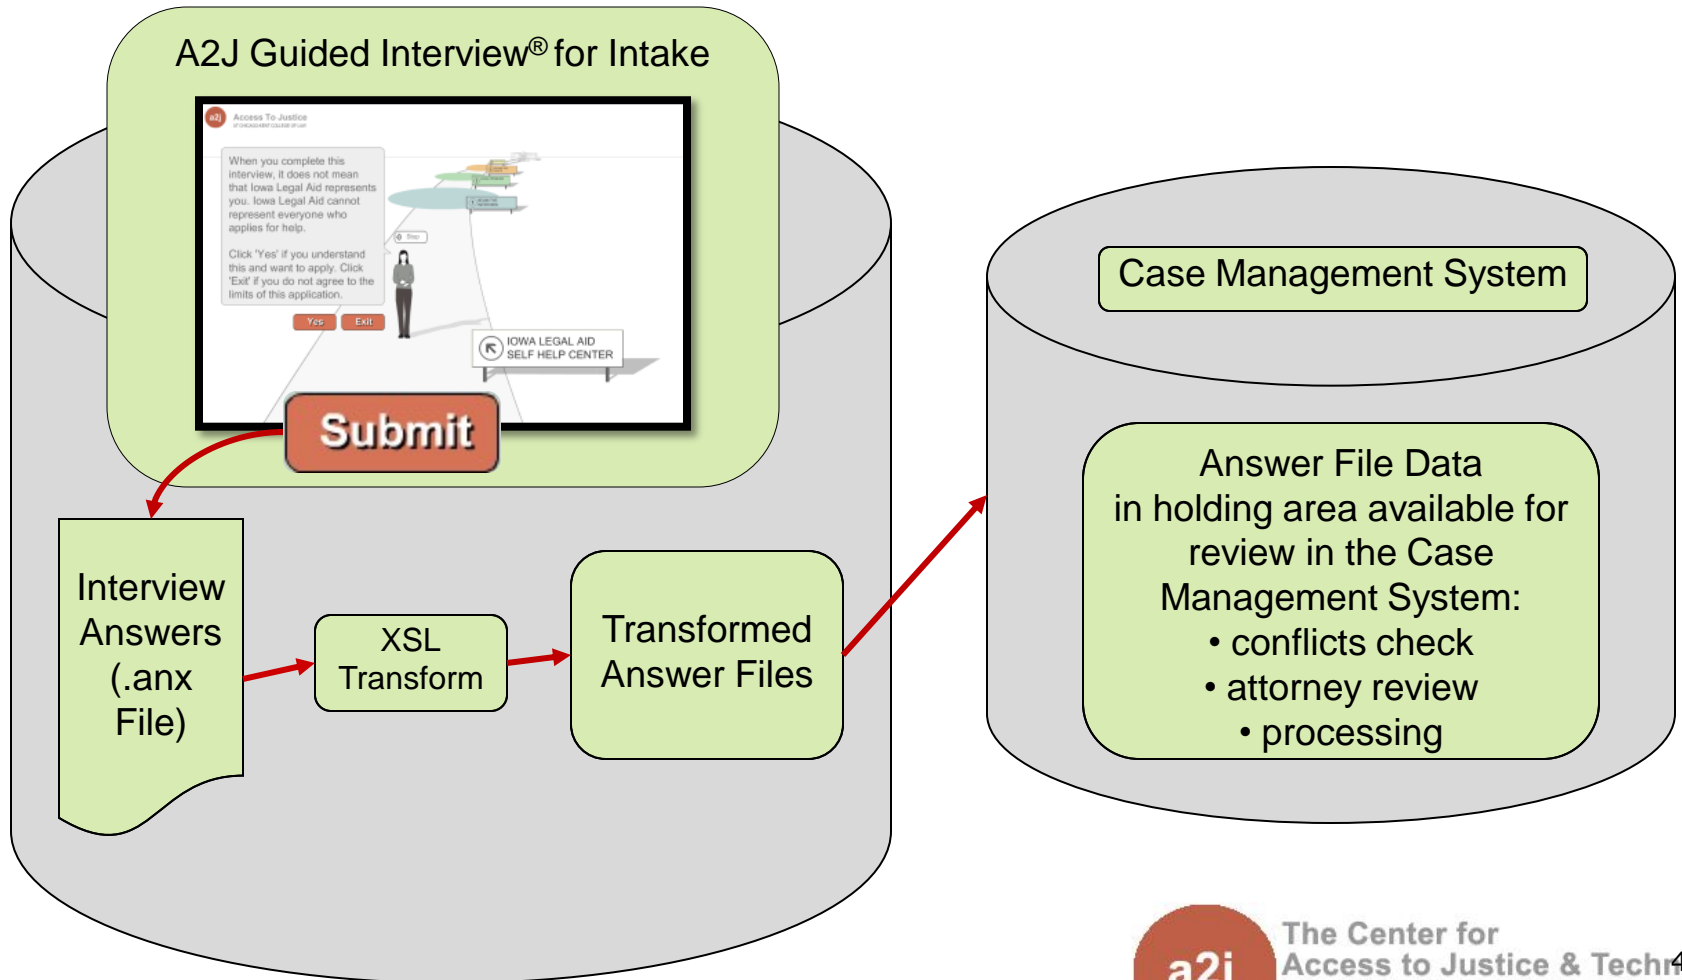 A2J Guided Interview® for Intake
a2j
Access To Justice
When you complete this
interview, it does not mean
that Iowa Legal Aid represents
you. Iowa Legal Aid cannot
represent everyone who
applies for help.
Click 'Yes' if you understand
this and want to apply. Click
'Exit' if you do not agree to the
limits of this application.
Yes
Exit
Stop
IOWA LEGAL AID
SELF HELP CENTER
Submit
Interview
Answers
(.anx
File)
XSL
Transform
Transformed
Answer Files
Case Management System
Answer File Data
in holding area available for
review in the Case
Management System:
• conflicts check
• attorney review
• processing
a2j
The Center for
Access to Justice & Techn
4